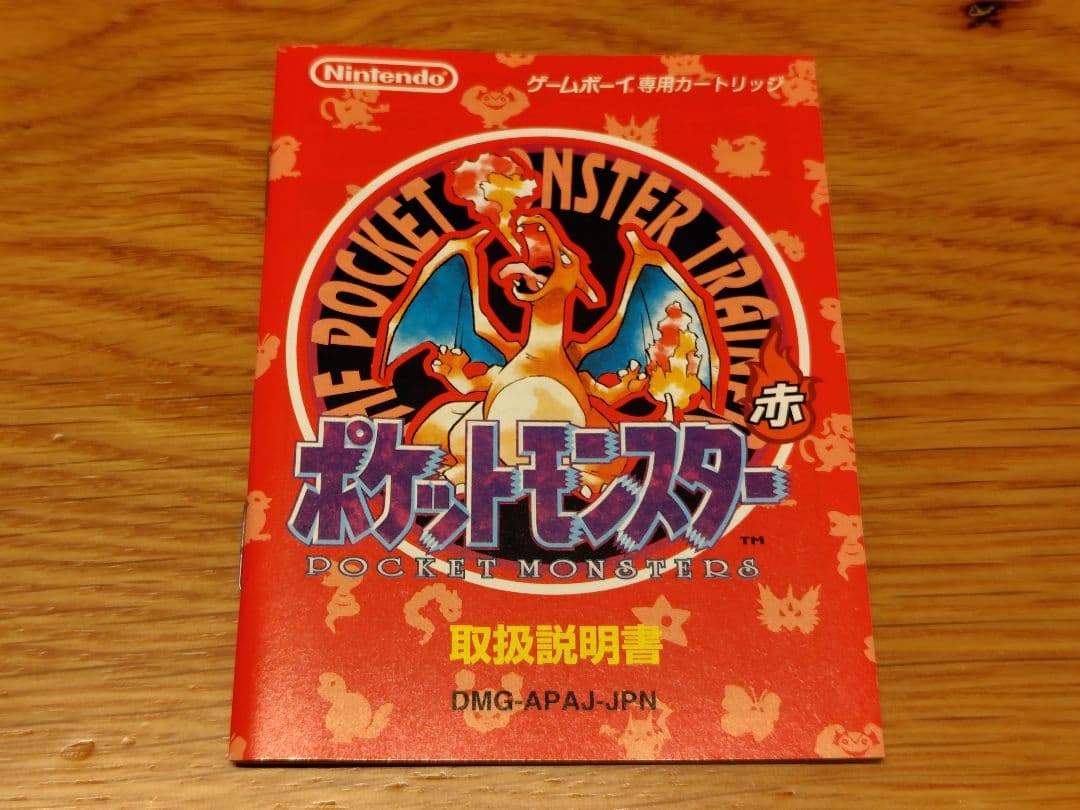 Nintendo
ゲームボーイ専用カートリッジ
THE POCKET MONSTER TRAINER
赤
ポケットモンスター
TM
POCKET MONSTERS
取扱説明書
DMG-APAJ-JPN